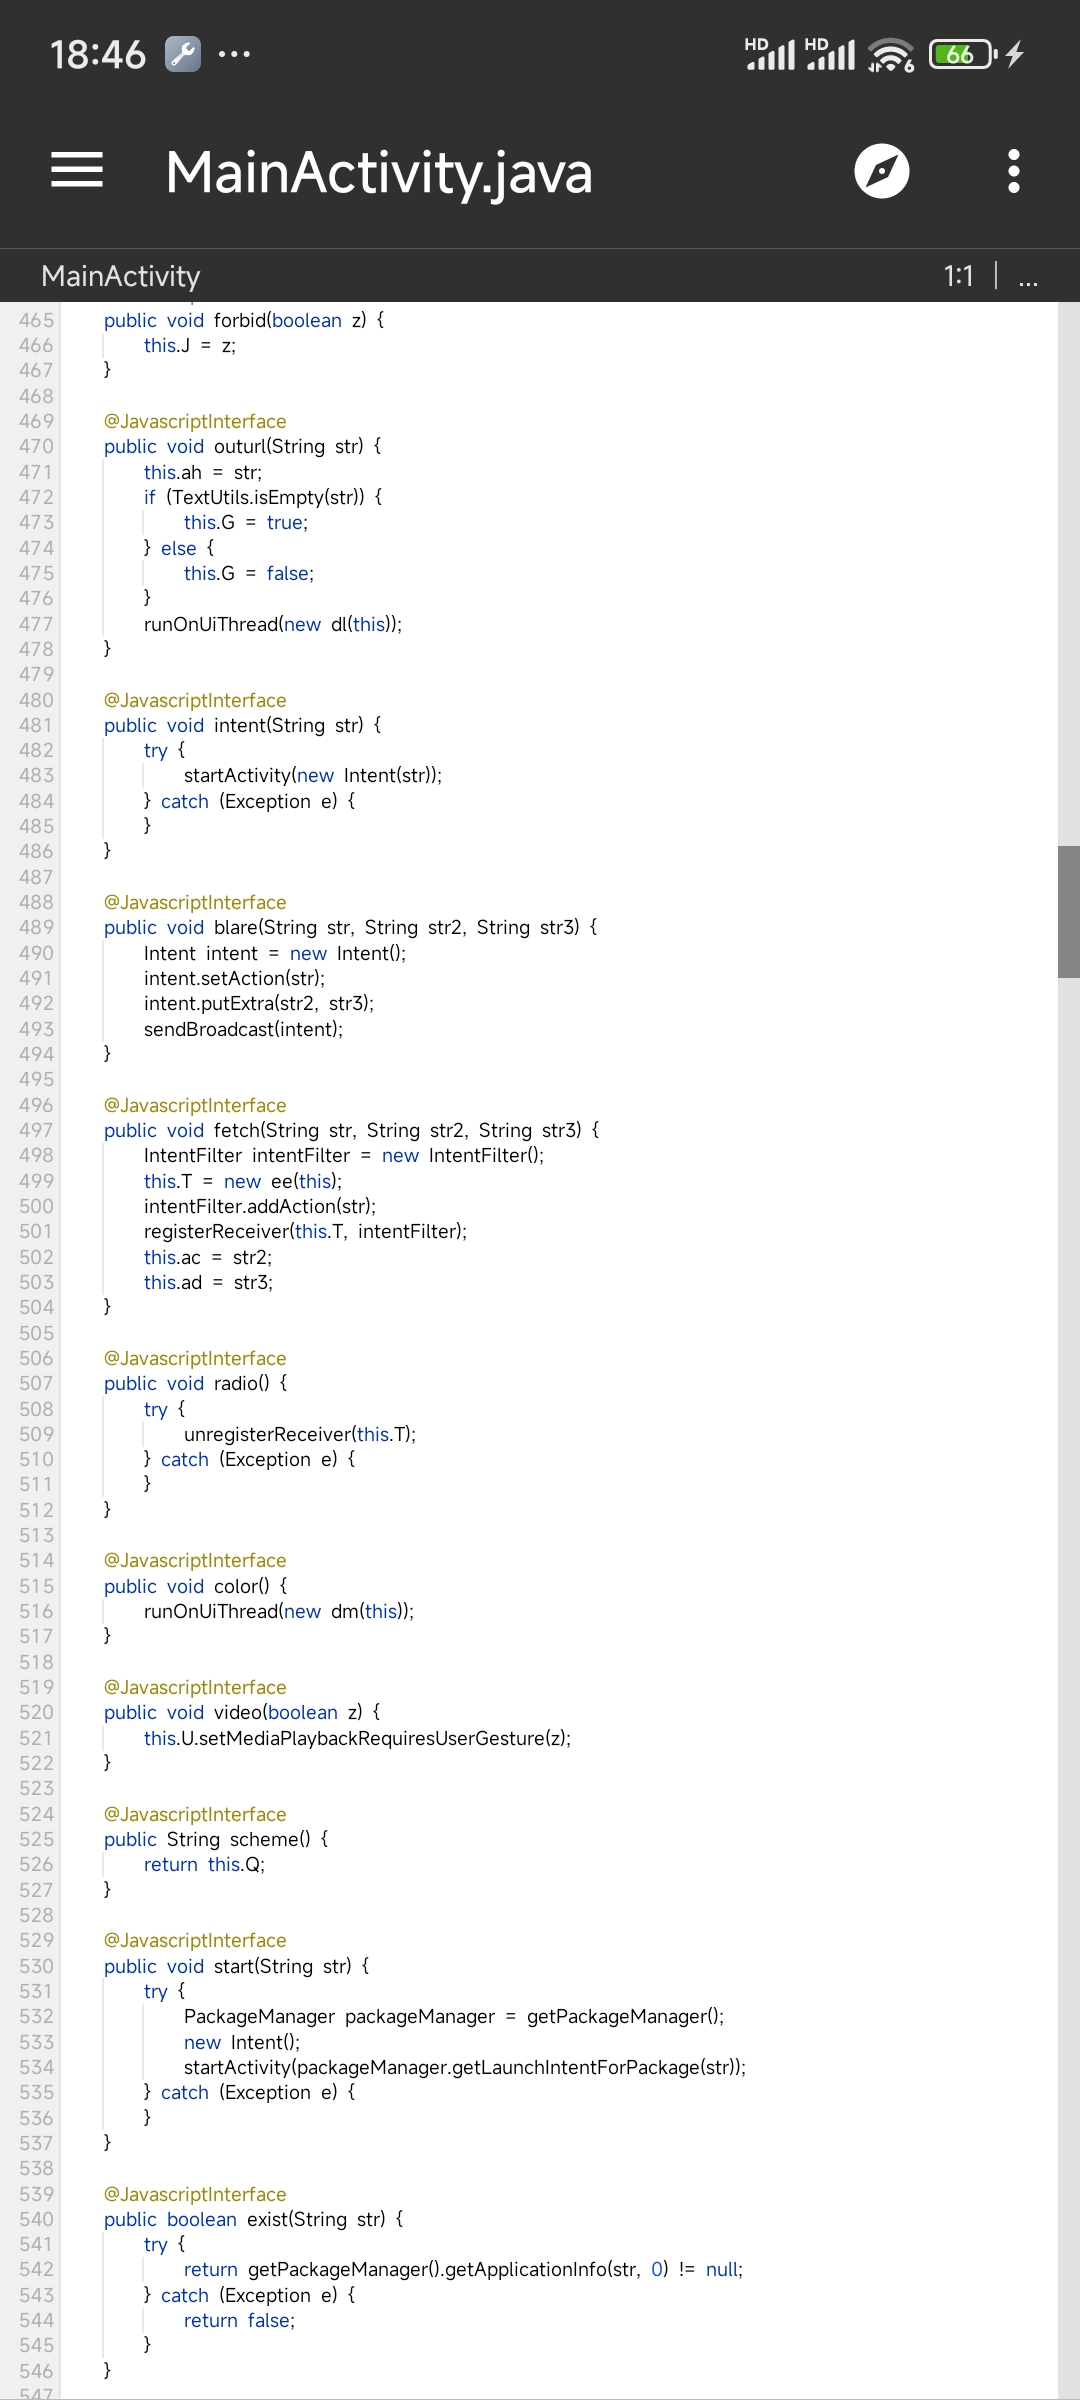 18:46 ...
HD HD 6 66
MainActivity.java
MainActivity 1:1 | ...
465 public void forbid(boolean z) {
466 this.J = z;
467 }
468
469 @JavascriptInterface
470 public void outurl(String str) {
471 this.ah = str;
472 if (TextUtils.isEmpty(str)) {
473 this.G = true;
474 } else {
475 this.G = false;
476 }
477 runOnUiThread(new dl(this));
478 }
479
480 @JavascriptInterface
481 public void intent(String str) {
482 try {
483 startActivity(new Intent(str));
484 } catch (Exception e) {
485 }
486 }
487
488 @JavascriptInterface
489 public void blare(String str, String str2, String str3) {
490 Intent intent = new Intent();
491 intent.setAction(str);
492 intent.putExtra(str2, str3);
493 sendBroadcast(intent);
494 }
495
496 @JavascriptInterface
497 public void fetch(String str, String str2, String str3) {
498 IntentFilter intentFilter = new IntentFilter();
499 this.T = new ee(this);
500 intentFilter.addAction(str);
501 registerReceiver(this.T, intentFilter);
502 this.ac = str2;
503 this.ad = str3;
504 }
505
506 @JavascriptInterface
507 public void radio() {
508 try {
509 unregisterReceiver(this.T);
510 } catch (Exception e) {
511 }
512 }
513
514 @JavascriptInterface
515 public void color() {
516 runOnUiThread(new dm(this));
517 }
518
519 @JavascriptInterface
520 public void video(boolean z) {
521 this.U.setMediaPlaybackRequiresUserGesture(z);
522 }
523
524 @JavascriptInterface
525 public String scheme() {
526 return this.Q;
527 }
528
529 @JavascriptInterface
530 public void start(String str) {
531 try {
532 PackageManager packageManager = getPackageManager();
533 new Intent();
534 startActivity(packageManager.getLaunchIntentForPackage(str));
535 } catch (Exception e) {
536 }
537 }
538
539 @JavascriptInterface
540 public boolean exist(String str) {
541 try {
542 return getPackageManager().getApplicationInfo(str, 0) != null;
543 } catch (Exception e) {
544 return false;
545 }
546 }
547